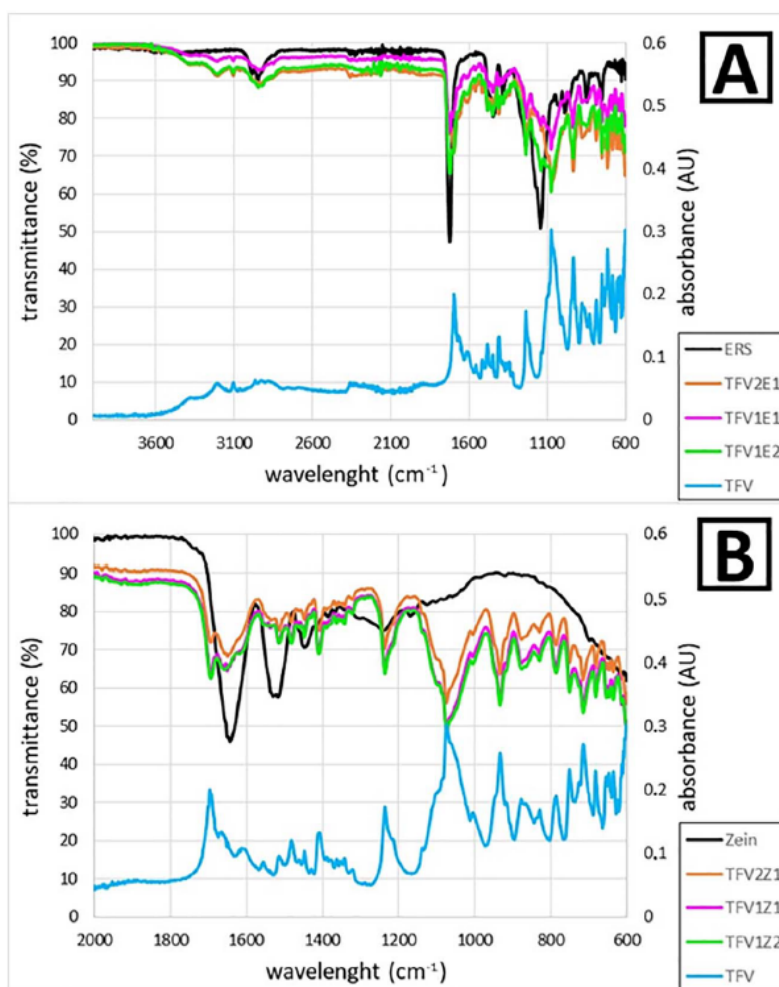 A
transmittance (%)
100
90
80
70
60
50
40
30
20
10
0
absorbance (AU)
0.6
0.5
0.4
0.3
0.2
0.1
0
3600 3100 2600 2100 1600 1100 600
wavelenght (cm⁻¹)
ERS
TFV2E1
TFV1E1
TFV1E2
TFV
B
transmittance (%)
100
90
80
70
60
50
40
30
20
10
0
absorbance (AU)
0.6
0.5
0.4
0.3
0.2
0.1
0
2000 1800 1600 1400 1200 1000 800 600
wavelenght (cm⁻¹)
Zein
TFV2Z1
TFV1Z1
TFV1Z2
TFV